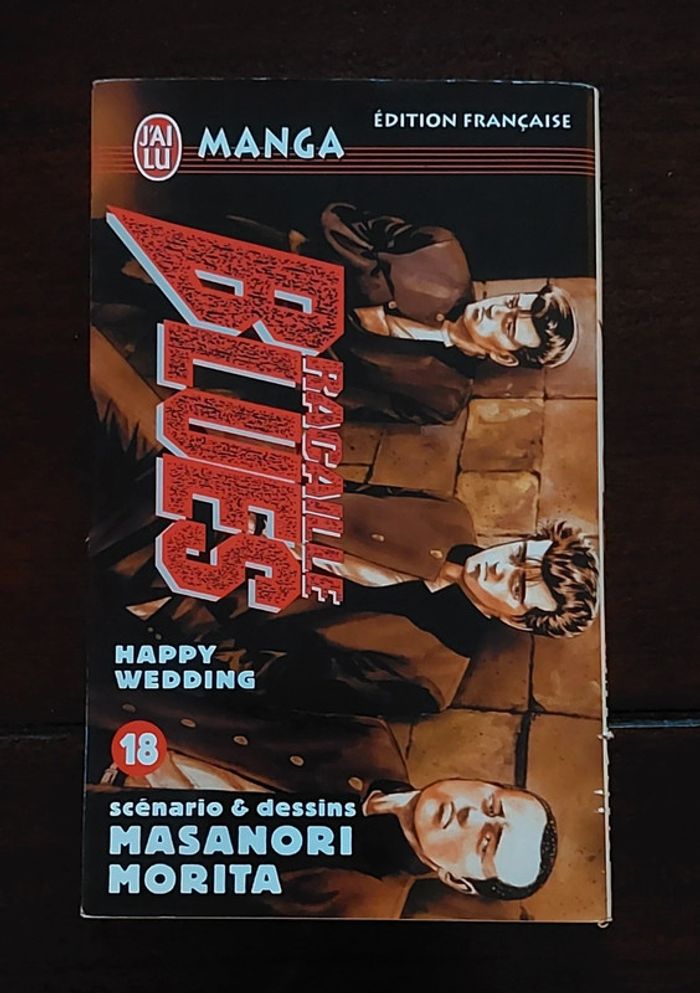 J'AI
LU
MANGA
ÉDITION FRANÇAISE
RACAILLE
BLUES
HAPPY
WEDDING
18
scénario & dessins
MASANORI
MORITA